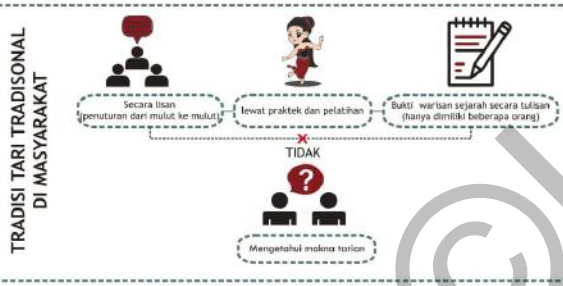 TRADISI TARI TRADISONAL
DI MASYARAKAT
Secara lisan
(penuturan dari mulut ke mulut)
lewat praktek dan pelatihan
Bukti warisan sejarah secara tulisan
(hanya dimiliki beberapa orang)
TIDAK
?
Mengetahui makna tarian